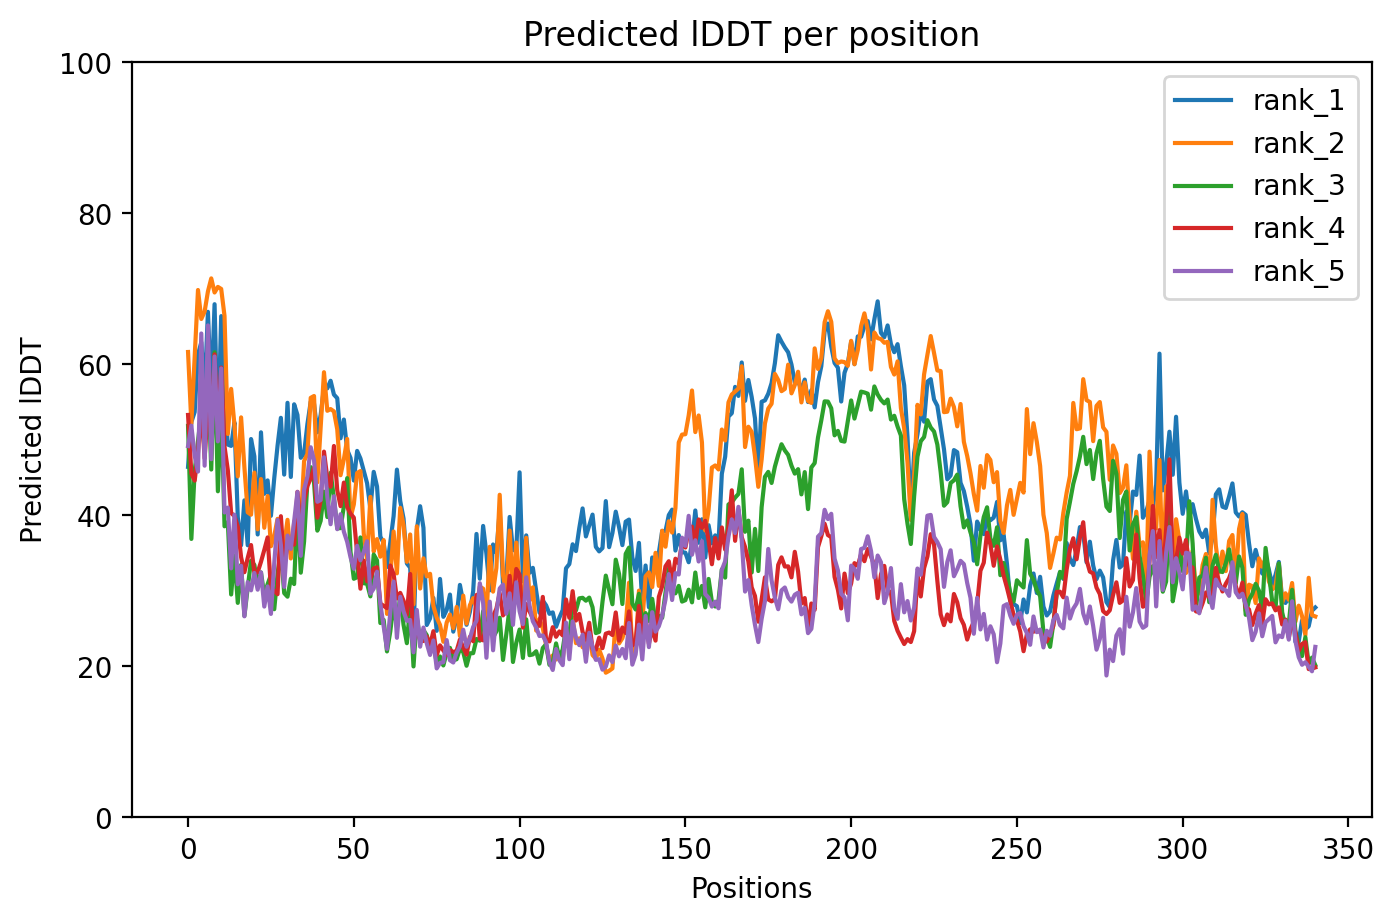 Predicted lDDT per position
100
80
60
40
20
0
Predicted lDDT
rank_1
rank_2
rank_3
rank_4
rank_5
0 50 100 150 200 250 300 350
Positions